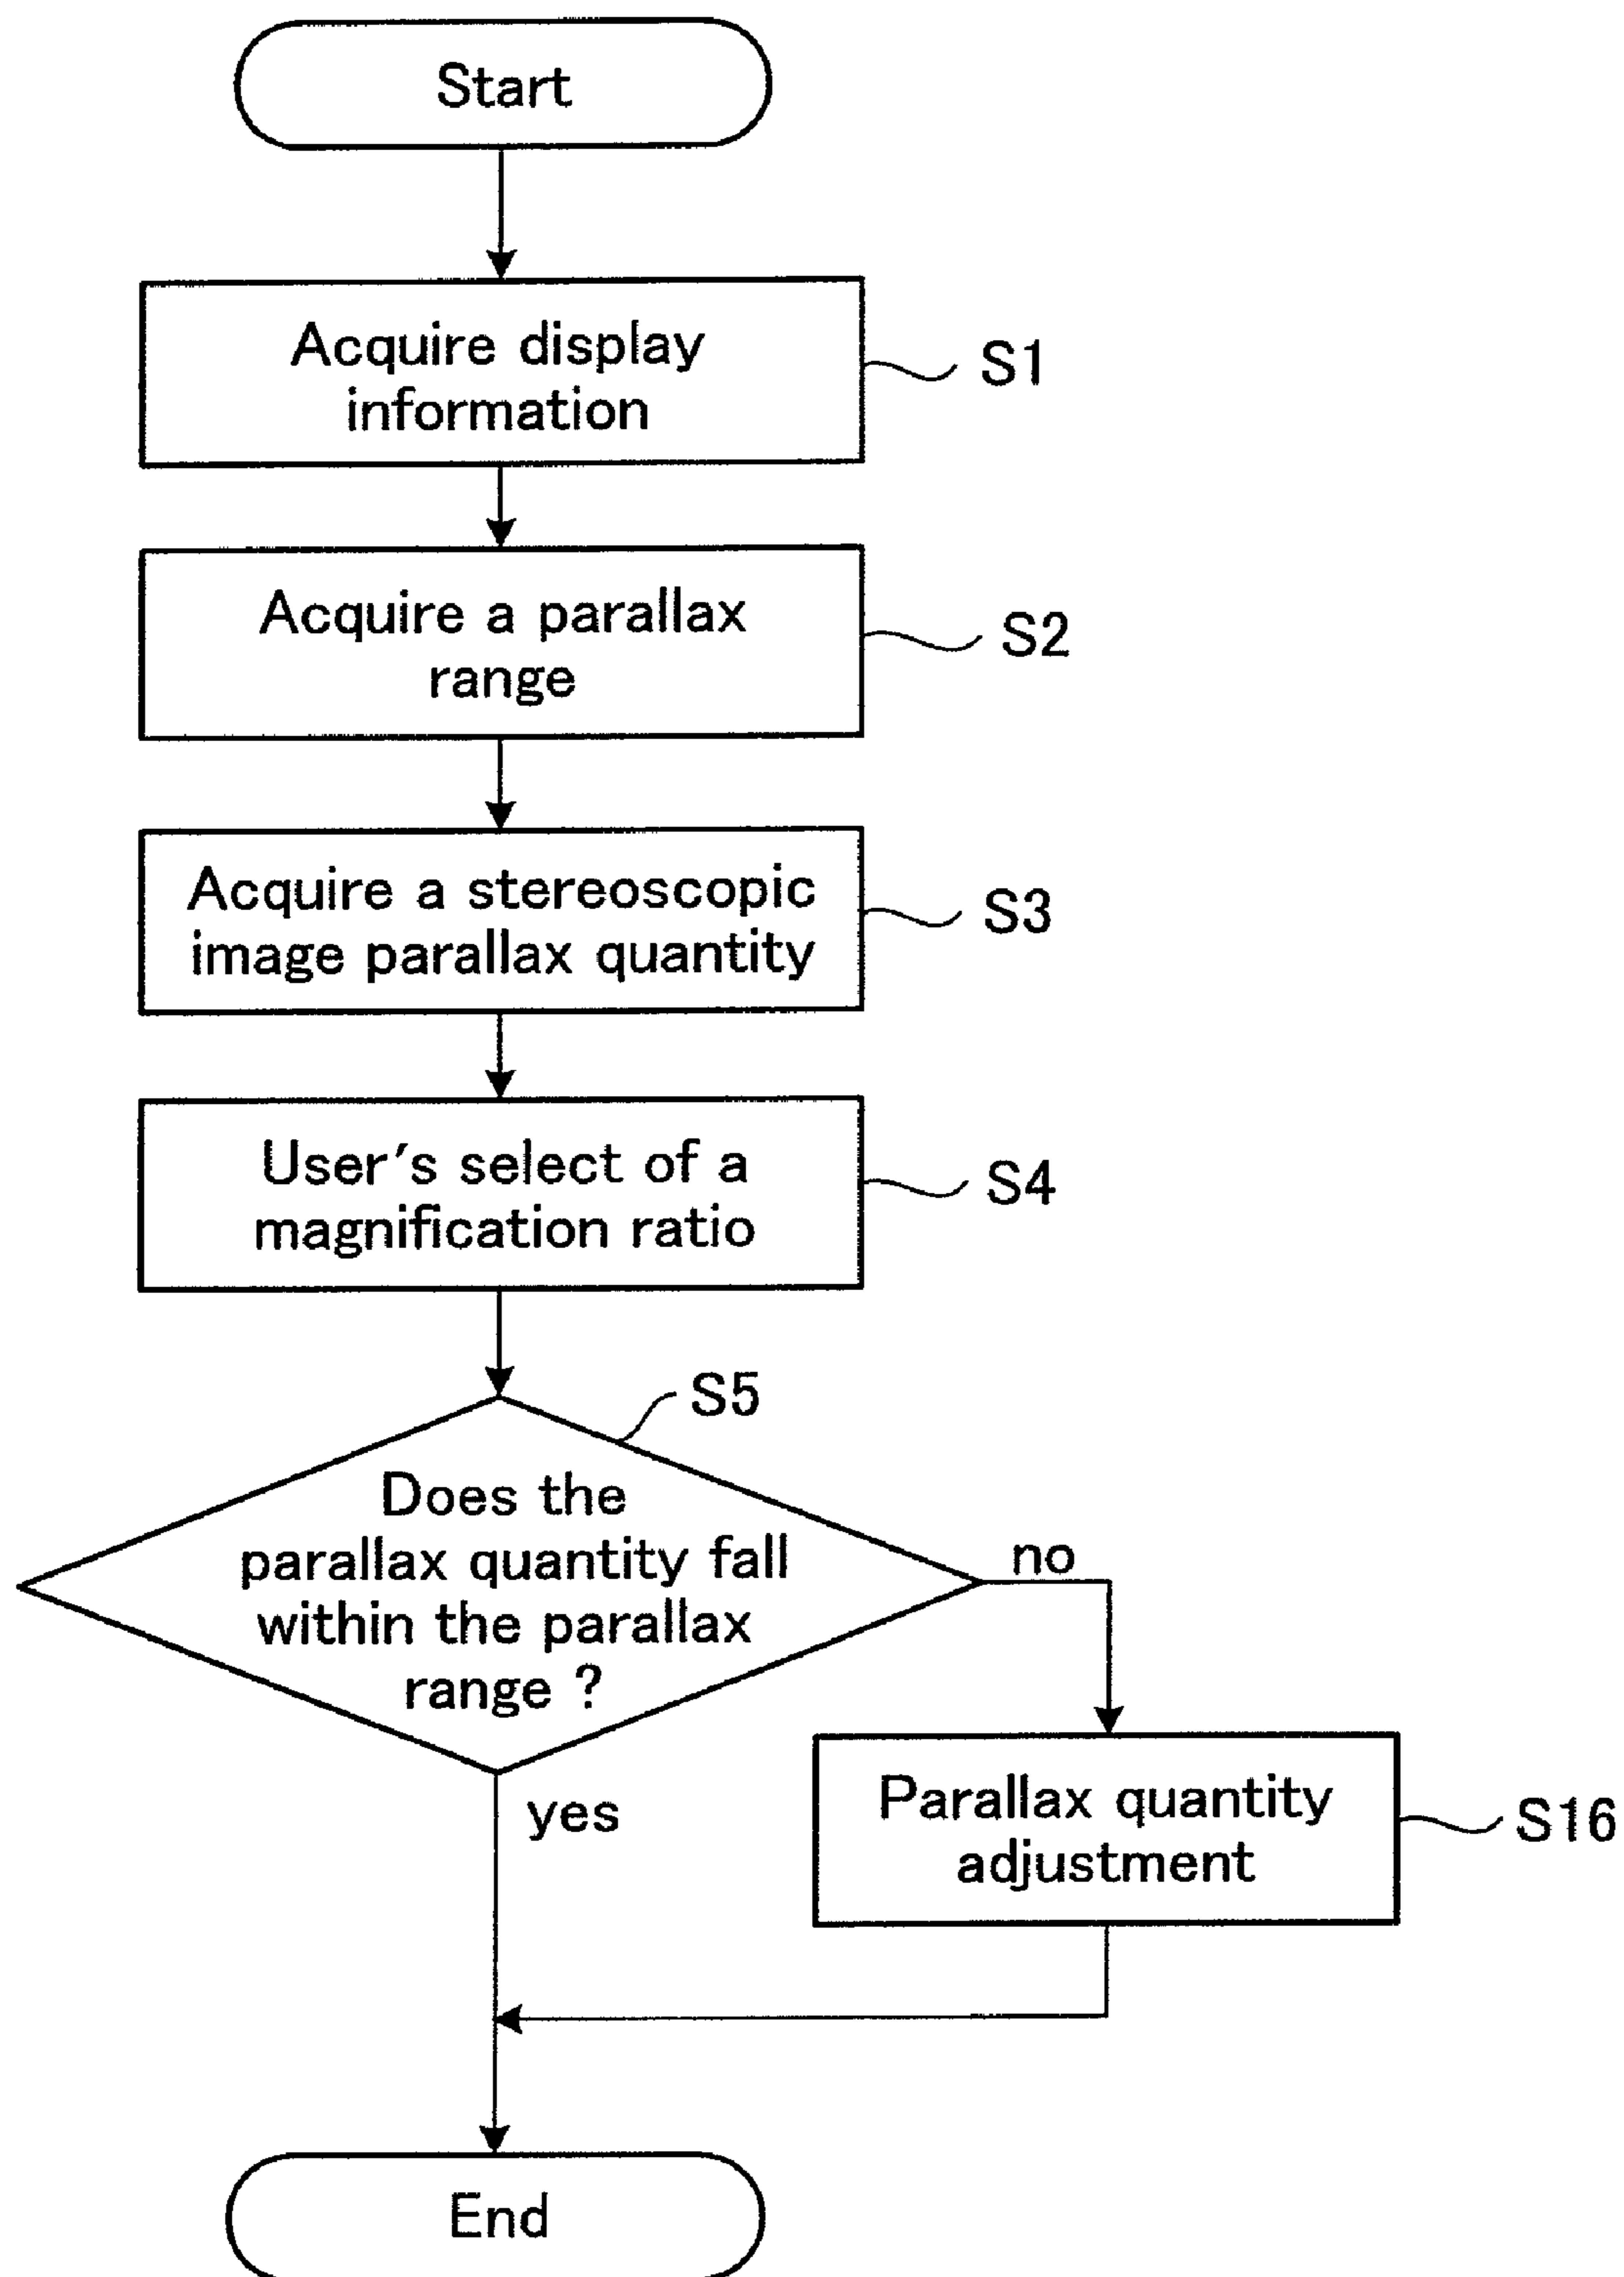 Start
Acquire display
information
S1
Acquire a parallax
range
S2
Acquire a stereoscopic
image parallax quantity
S3
User's select of a
magnification ratio
S4
S5
Does the
parallax quantity fall
within the parallax
range ?
no
yes
Parallax quantity
adjustment
S16
End